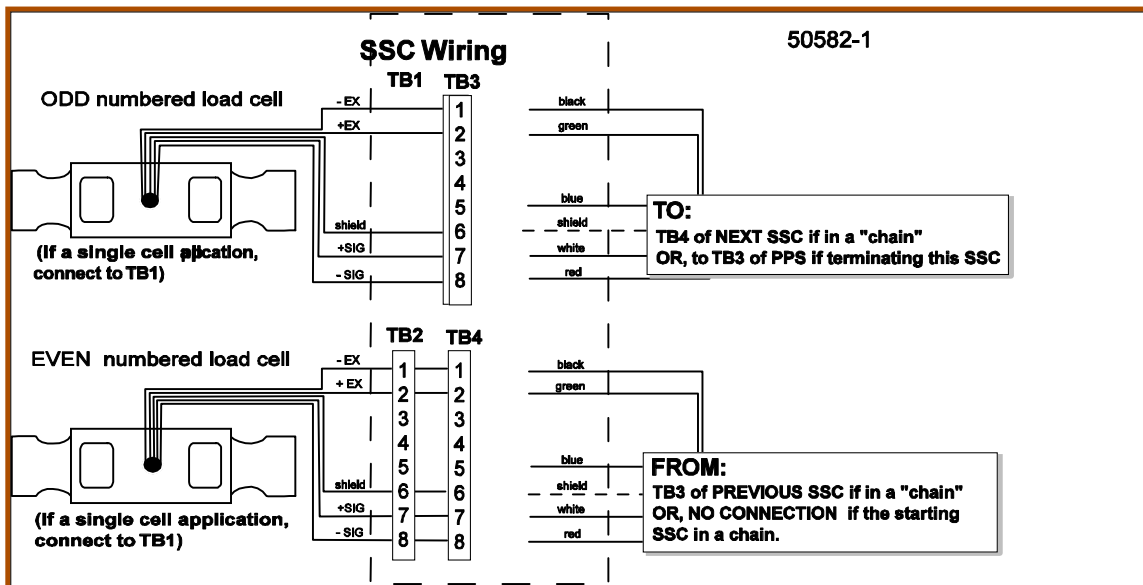 50582-1
SSC Wiring
TB1 TB3
ODD numbered load cell
- EX
+EX
shield
+SIG
- SIG
1
2
3
4
5
6
7
8
black
green
blue
shield
white
red
(If a single cell application,
connect to TB1)
TO:
TB4 of NEXT SSC if in a "chain"
OR, to TB3 of PPS if terminating this SSC
TB2 TB4
EVEN numbered load cell
- EX
+ EX
shield
+SIG
- SIG
1 1
2 2
3 3
4 4
5 5
6 6
7 7
8 8
black
green
blue
shield
white
red
(If a single cell application,
connect to TB1)
FROM:
TB3 of PREVIOUS SSC if in a "chain"
OR, NO CONNECTION if the starting
SSC in a chain.